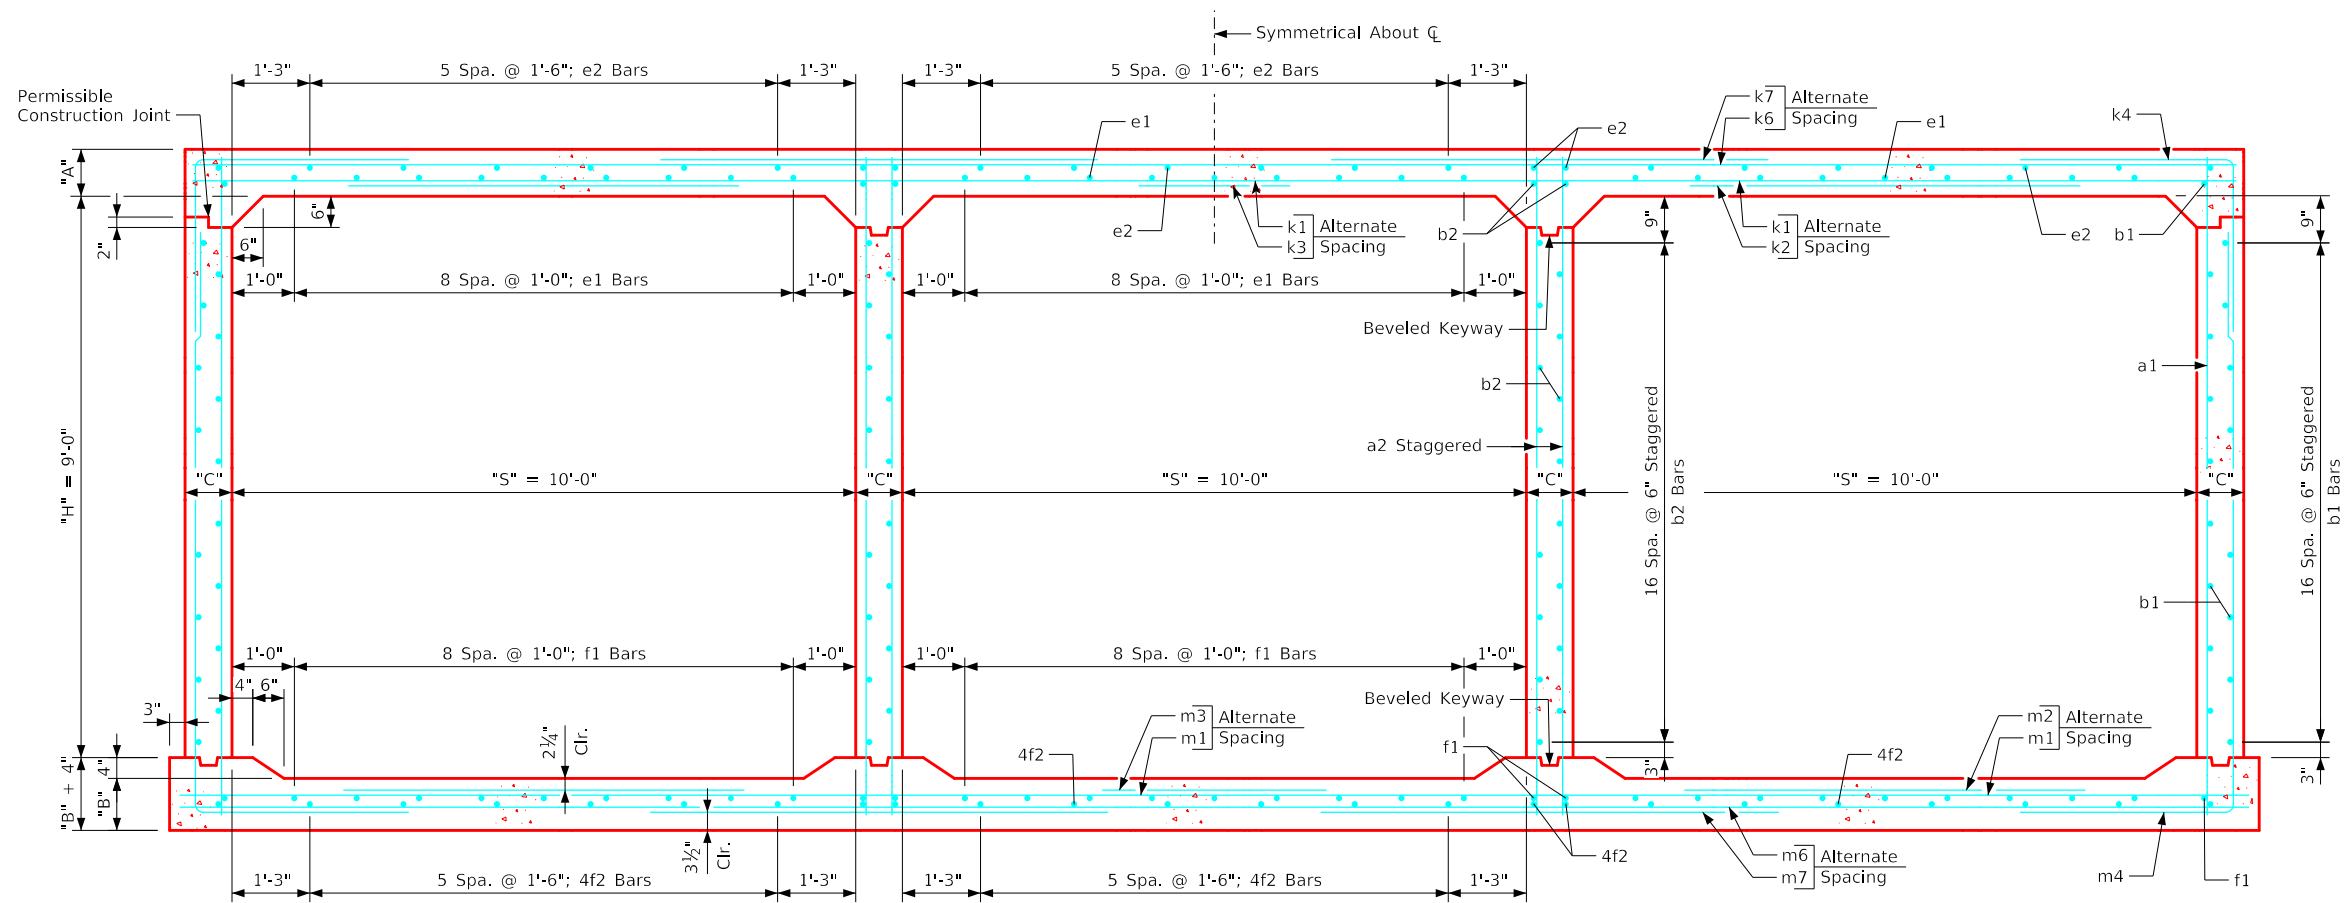 Symmetrical About ℄
1'-3"
5 Spa. @ 1'-6"; e2 Bars
1'-3"
1'-3"
5 Spa. @ 1'-6"; e2 Bars
1'-3"
Permissible
Construction Joint
k7
k6
Alternate
Spacing
e1
e2
e1
k4
"A"
6"
2"
6"
e2
k1
k3
Alternate
Spacing
b2
k1
k2
Alternate
Spacing
9"
e2
b1
9"
1'-0"
8 Spa. @ 1'-0"; e1 Bars
1'-0"
1'-0"
8 Spa. @ 1'-0"; e1 Bars
1'-0"
Beveled Keyway
b2
a1
a2 Staggered
"H" = 9'-0"
"C"
"S" = 10'-0"
"C"
"S" = 10'-0"
"C"
"S" = 10'-0"
"C"
16 Spa. @ 6" Staggered
b2 Bars
16 Spa. @ 6" Staggered
b1 Bars
b1
1'-0"
8 Spa. @ 1'-0"; f1 Bars
1'-0"
1'-0"
8 Spa. @ 1'-0"; f1 Bars
1'-0"
4"
6"
3"
Beveled Keyway
2¼"
Clr.
m3
m1
Alternate
Spacing
4f2
f1
m2
m1
Alternate
Spacing
4f2
3"
3"
"B" + 4"
"B"
4"
3½"
Clr.
4f2
m6
m7
Alternate
Spacing
m4
f1
1'-3"
5 Spa. @ 1'-6"; 4f2 Bars
1'-3"
1'-3"
5 Spa. @ 1'-6"; 4f2 Bars
1'-3"